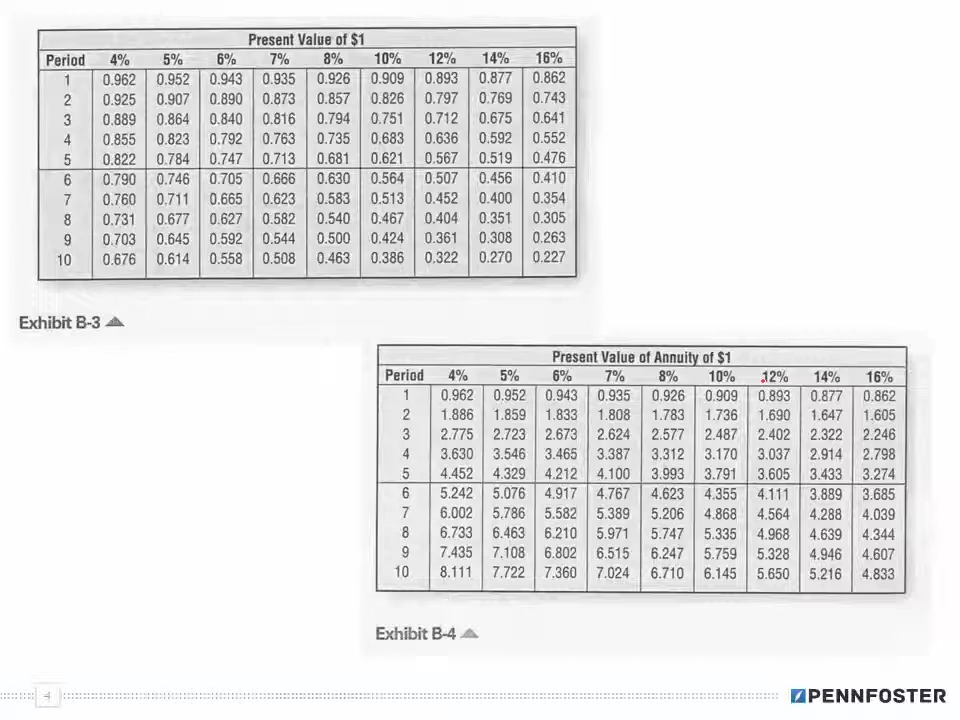 Present Value of $1
Period 4% 5% 6% 7% 8% 10% 12% 14% 16%
1 0.962 0.952 0.943 0.935 0.926 0.909 0.893 0.877 0.862
2 0.925 0.907 0.890 0.873 0.857 0.826 0.797 0.769 0.743
3 0.889 0.864 0.840 0.816 0.794 0.751 0.712 0.675 0.641
4 0.855 0.823 0.792 0.763 0.735 0.683 0.636 0.592 0.552
5 0.822 0.784 0.747 0.713 0.681 0.621 0.567 0.519 0.476
6 0.790 0.746 0.705 0.666 0.630 0.564 0.507 0.456 0.410
7 0.760 0.711 0.665 0.623 0.583 0.513 0.452 0.400 0.354
8 0.731 0.677 0.627 0.582 0.540 0.467 0.404 0.351 0.305
9 0.703 0.645 0.592 0.544 0.500 0.424 0.361 0.308 0.263
10 0.676 0.614 0.558 0.508 0.463 0.386 0.322 0.270 0.227
Exhibit B-3
Present Value of Annuity of $1
Period 4% 5% 6% 7% 8% 10% 12% 14% 16%
1 0.962 0.952 0.943 0.935 0.926 0.909 0.893 0.877 0.862
2 1.886 1.859 1.833 1.808 1.783 1.736 1.690 1.647 1.605
3 2.775 2.723 2.673 2.624 2.577 2.487 2.402 2.322 2.246
4 3.630 3.546 3.465 3.387 3.312 3.170 3.037 2.914 2.798
5 4.452 4.329 4.212 4.100 3.993 3.791 3.605 3.433 3.274
6 5.242 5.076 4.917 4.767 4.623 4.355 4.111 3.889 3.685
7 6.002 5.786 5.582 5.389 5.206 4.868 4.564 4.288 4.039
8 6.733 6.463 6.210 5.971 5.747 5.335 4.968 4.639 4.344
9 7.435 7.108 6.802 6.515 6.247 5.759 5.328 4.946 4.607
10 8.111 7.722 7.360 7.024 6.710 6.145 5.650 5.216 4.833
Exhibit B-4
4
PENNFOSTER